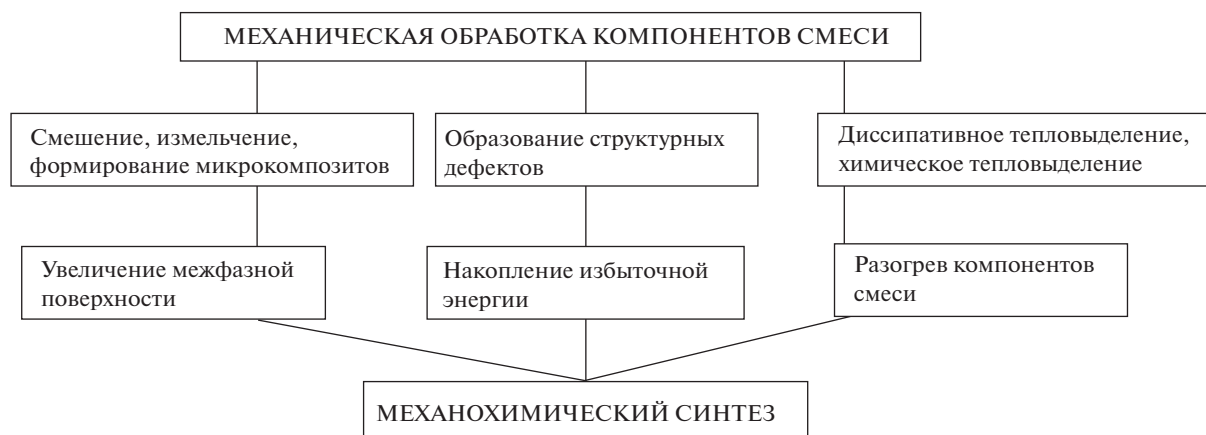 МЕХАНИЧЕСКАЯ ОБРАБОТКА КОМПОНЕНТОВ СМЕСИ
Смешение, измельчение,
формирование микрокомпозитов
Образование структурных
дефектов
Диссипативное тепловыделение,
химическое тепловыделение
Увеличение межфазной
поверхности
Накопление избыточной
энергии
Разогрев компонентов
смеси
МЕХАНОХИМИЧЕСКИЙ СИНТЕЗ